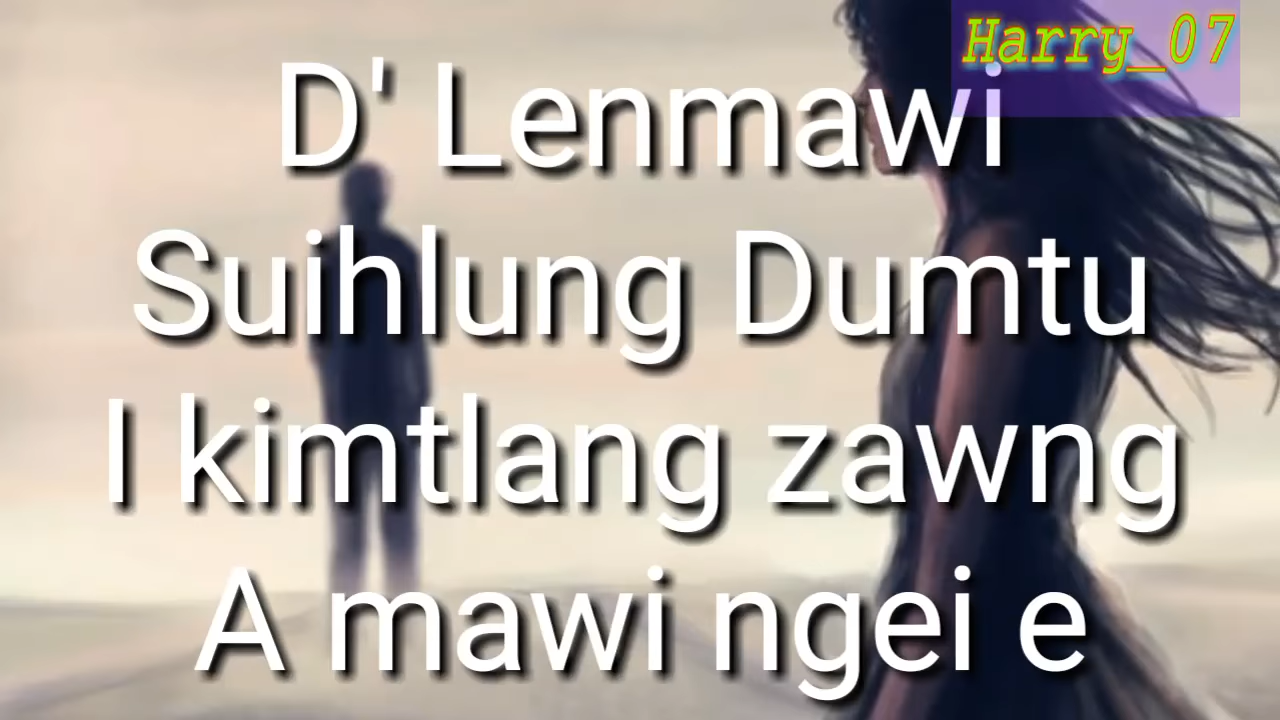 Harry_07
D' Lenmawi
Suihlung Dumtu
I kimtlang zawng
A mawi ngei e